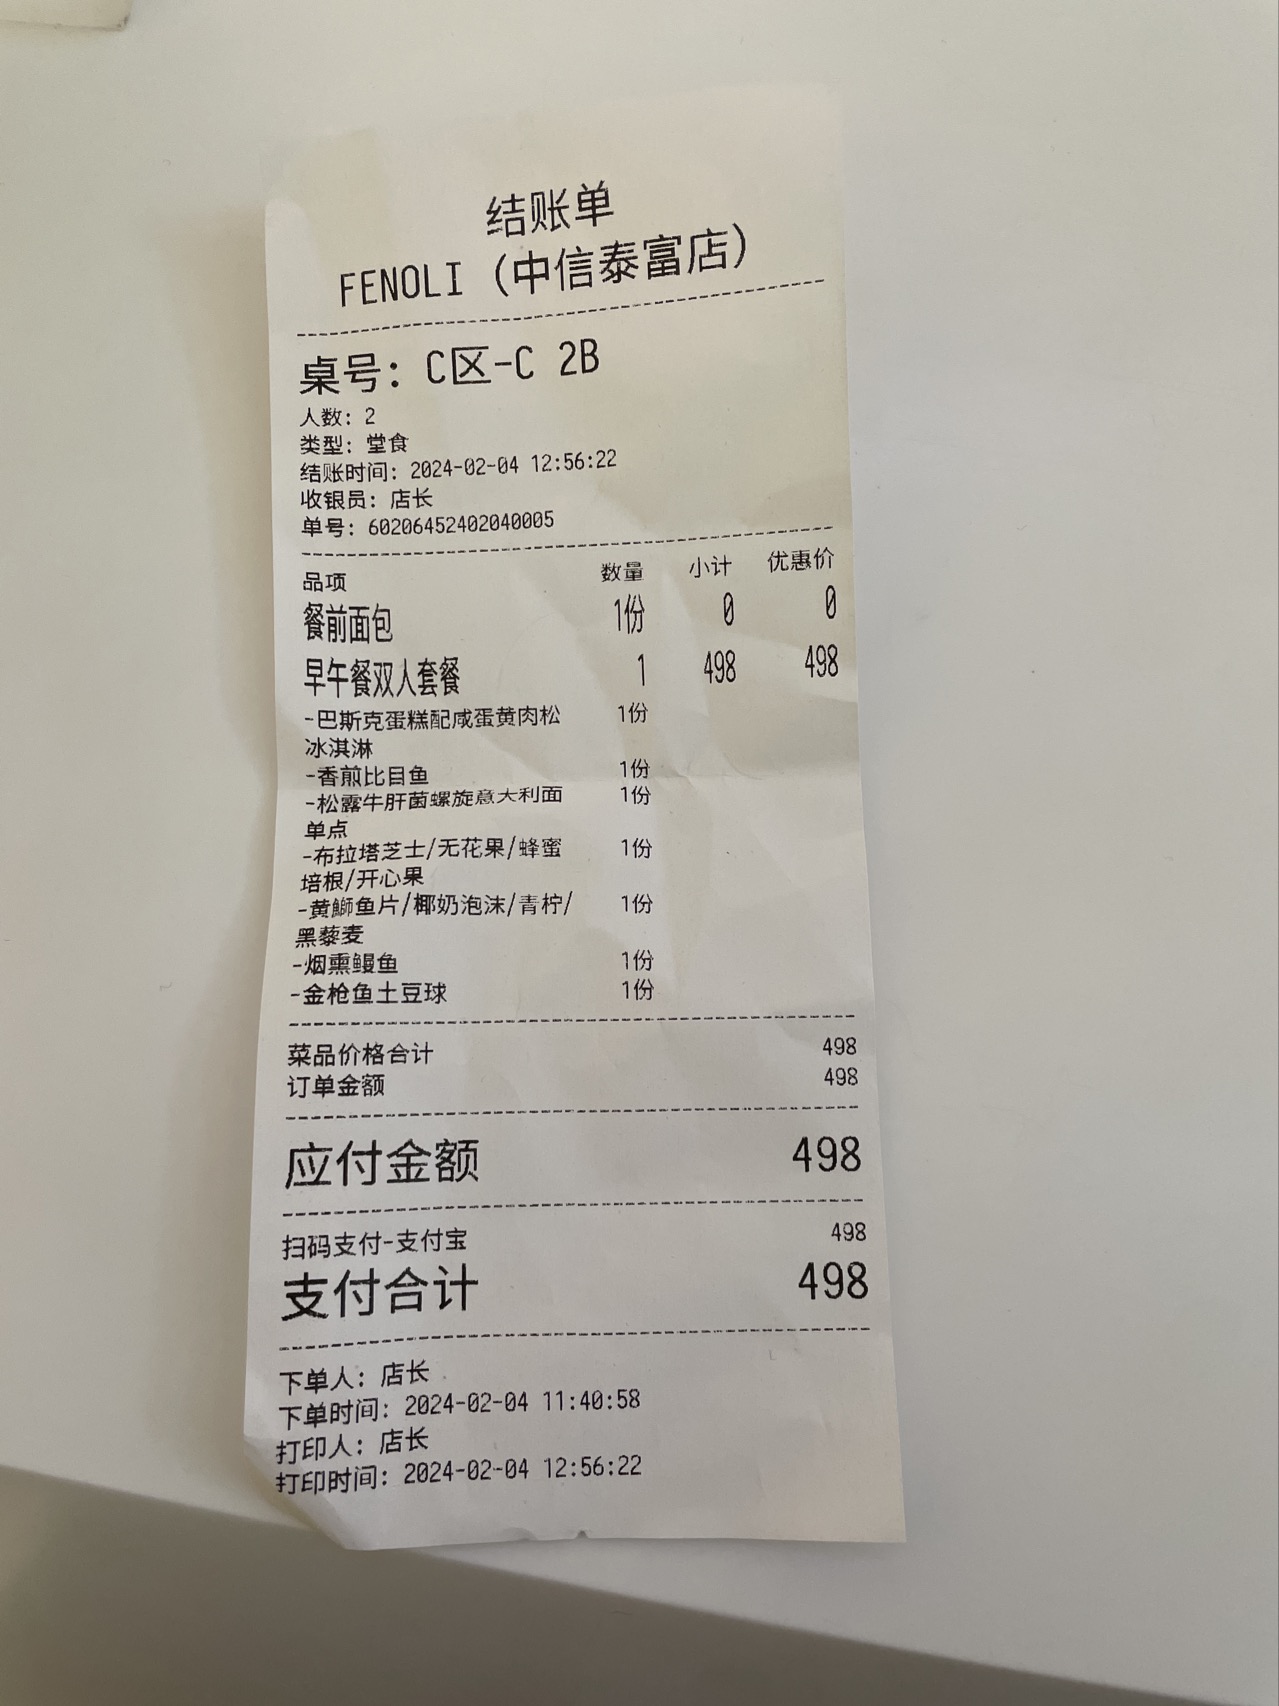 结账单
FENOLI (中信泰富店)
桌号: C区-C 2B
人数: 2
类型: 堂食
结账时间: 2024-02-04 12:56:22
收银员: 店长
单号: 60206452402040005
品项 数量 小计 优惠价
餐前面包 1份 0 0
早午餐双人套餐 1 498 498
-巴斯克蛋糕配咸蛋黄肉松 1份
冰淇淋
-香煎比目鱼 1份
-松露牛肝菌螺旋意大利面 1份
单点
-布拉塔芝士/无花果/蜂蜜 1份
培根/开心果
-黄鰤鱼片/椰奶泡沫/青柠/ 1份
黑藜麦
-烟熏鳗鱼 1份
-金枪鱼土豆球 1份
菜品价格合计 498
订单金额 498
应付金额 498
扫码支付-支付宝 498
支付合计 498
下单人: 店长
下单时间: 2024-02-04 11:40:58
打印人: 店长
打印时间: 2024-02-04 12:56:22